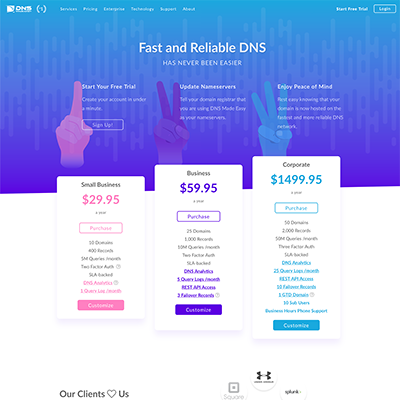 DNS
Services Pricing Enterprise Technology Support About
Start Free Trial Login
Fast and Reliable DNS
HAS NEVER BEEN EASIER
Start Your Free Trial
Create your account in under
a minute.
Sign Up!
Update Nameservers
Tell your domain registrar that
you are using DNS Made Easy
as your nameservers.
Enjoy Peace of Mind
Rest easy knowing that your
domain is now hosted on the
fastest and more reliable DNS
network.
Small Business
$29.95
a year
Purchase
10 Domains
400 Records
5M Queries /month
Two Factor Auth
SLA-backed
DNS Analytics
1 Query Log /month
Customize
Business
$59.95
a year
Purchase
25 Domains
1,000 Records
10M Queries /month
Two Factor Auth
SLA-backed
DNS Analytics
5 Query Logs /month
REST API Access
3 Failover Records
Customize
Corporate
$1499.95
a year
Purchase
50 Domains
2,000 Records
50M Queries /month
Three Factor Auth
SLA-backed
DNS Analytics
25 Query Logs /month
REST API Access
10 Failover Records
5 GTD Domain
10 Sub Users
Business Hours Phone Support
Customize
Our Clients ♡ Us
Square
splunk>